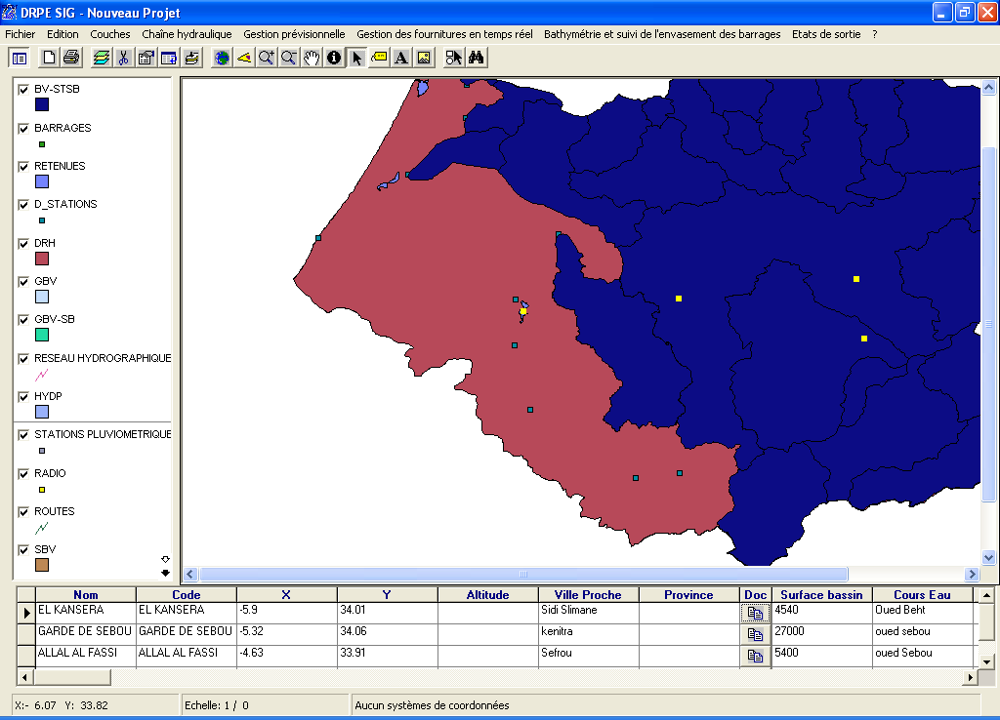 DRPE SIG - Nouveau Projet
Fichier Edition Couches Chaîne hydraulique Gestion prévisionnelle Gestion des fournitures en temps réel Bathymétrie et suivi de l'envasement des barrages Etats de sortie ?
BV-STSB
BARRAGES
RETENUES
D_STATIONS
DRH
GBV
GBV-SB
RESEAU HYDROGRAPHIQUE
HYDP
STATIONS PLUVIOMETRIQUE
RADIO
ROUTES
SBV
Nom Code X Y Altitude Ville Proche Province Doc Surface bassin Cours Eau
EL KANSERA EL KANSERA -5.9 34.01 Sidi Slimane 4540 Oued Beht
GARDE DE SEBOU GARDE DE SEBOU -5.32 34.06 kenitra 27000 oued sebou
ALLAL AL FASSI ALLAL AL FASSI -4.63 33.91 Sefrou 5400 oued Sebou
X:- 6.07 Y: 33.82 Echelle: 1 / 0 Aucun systèmes de coordonnées